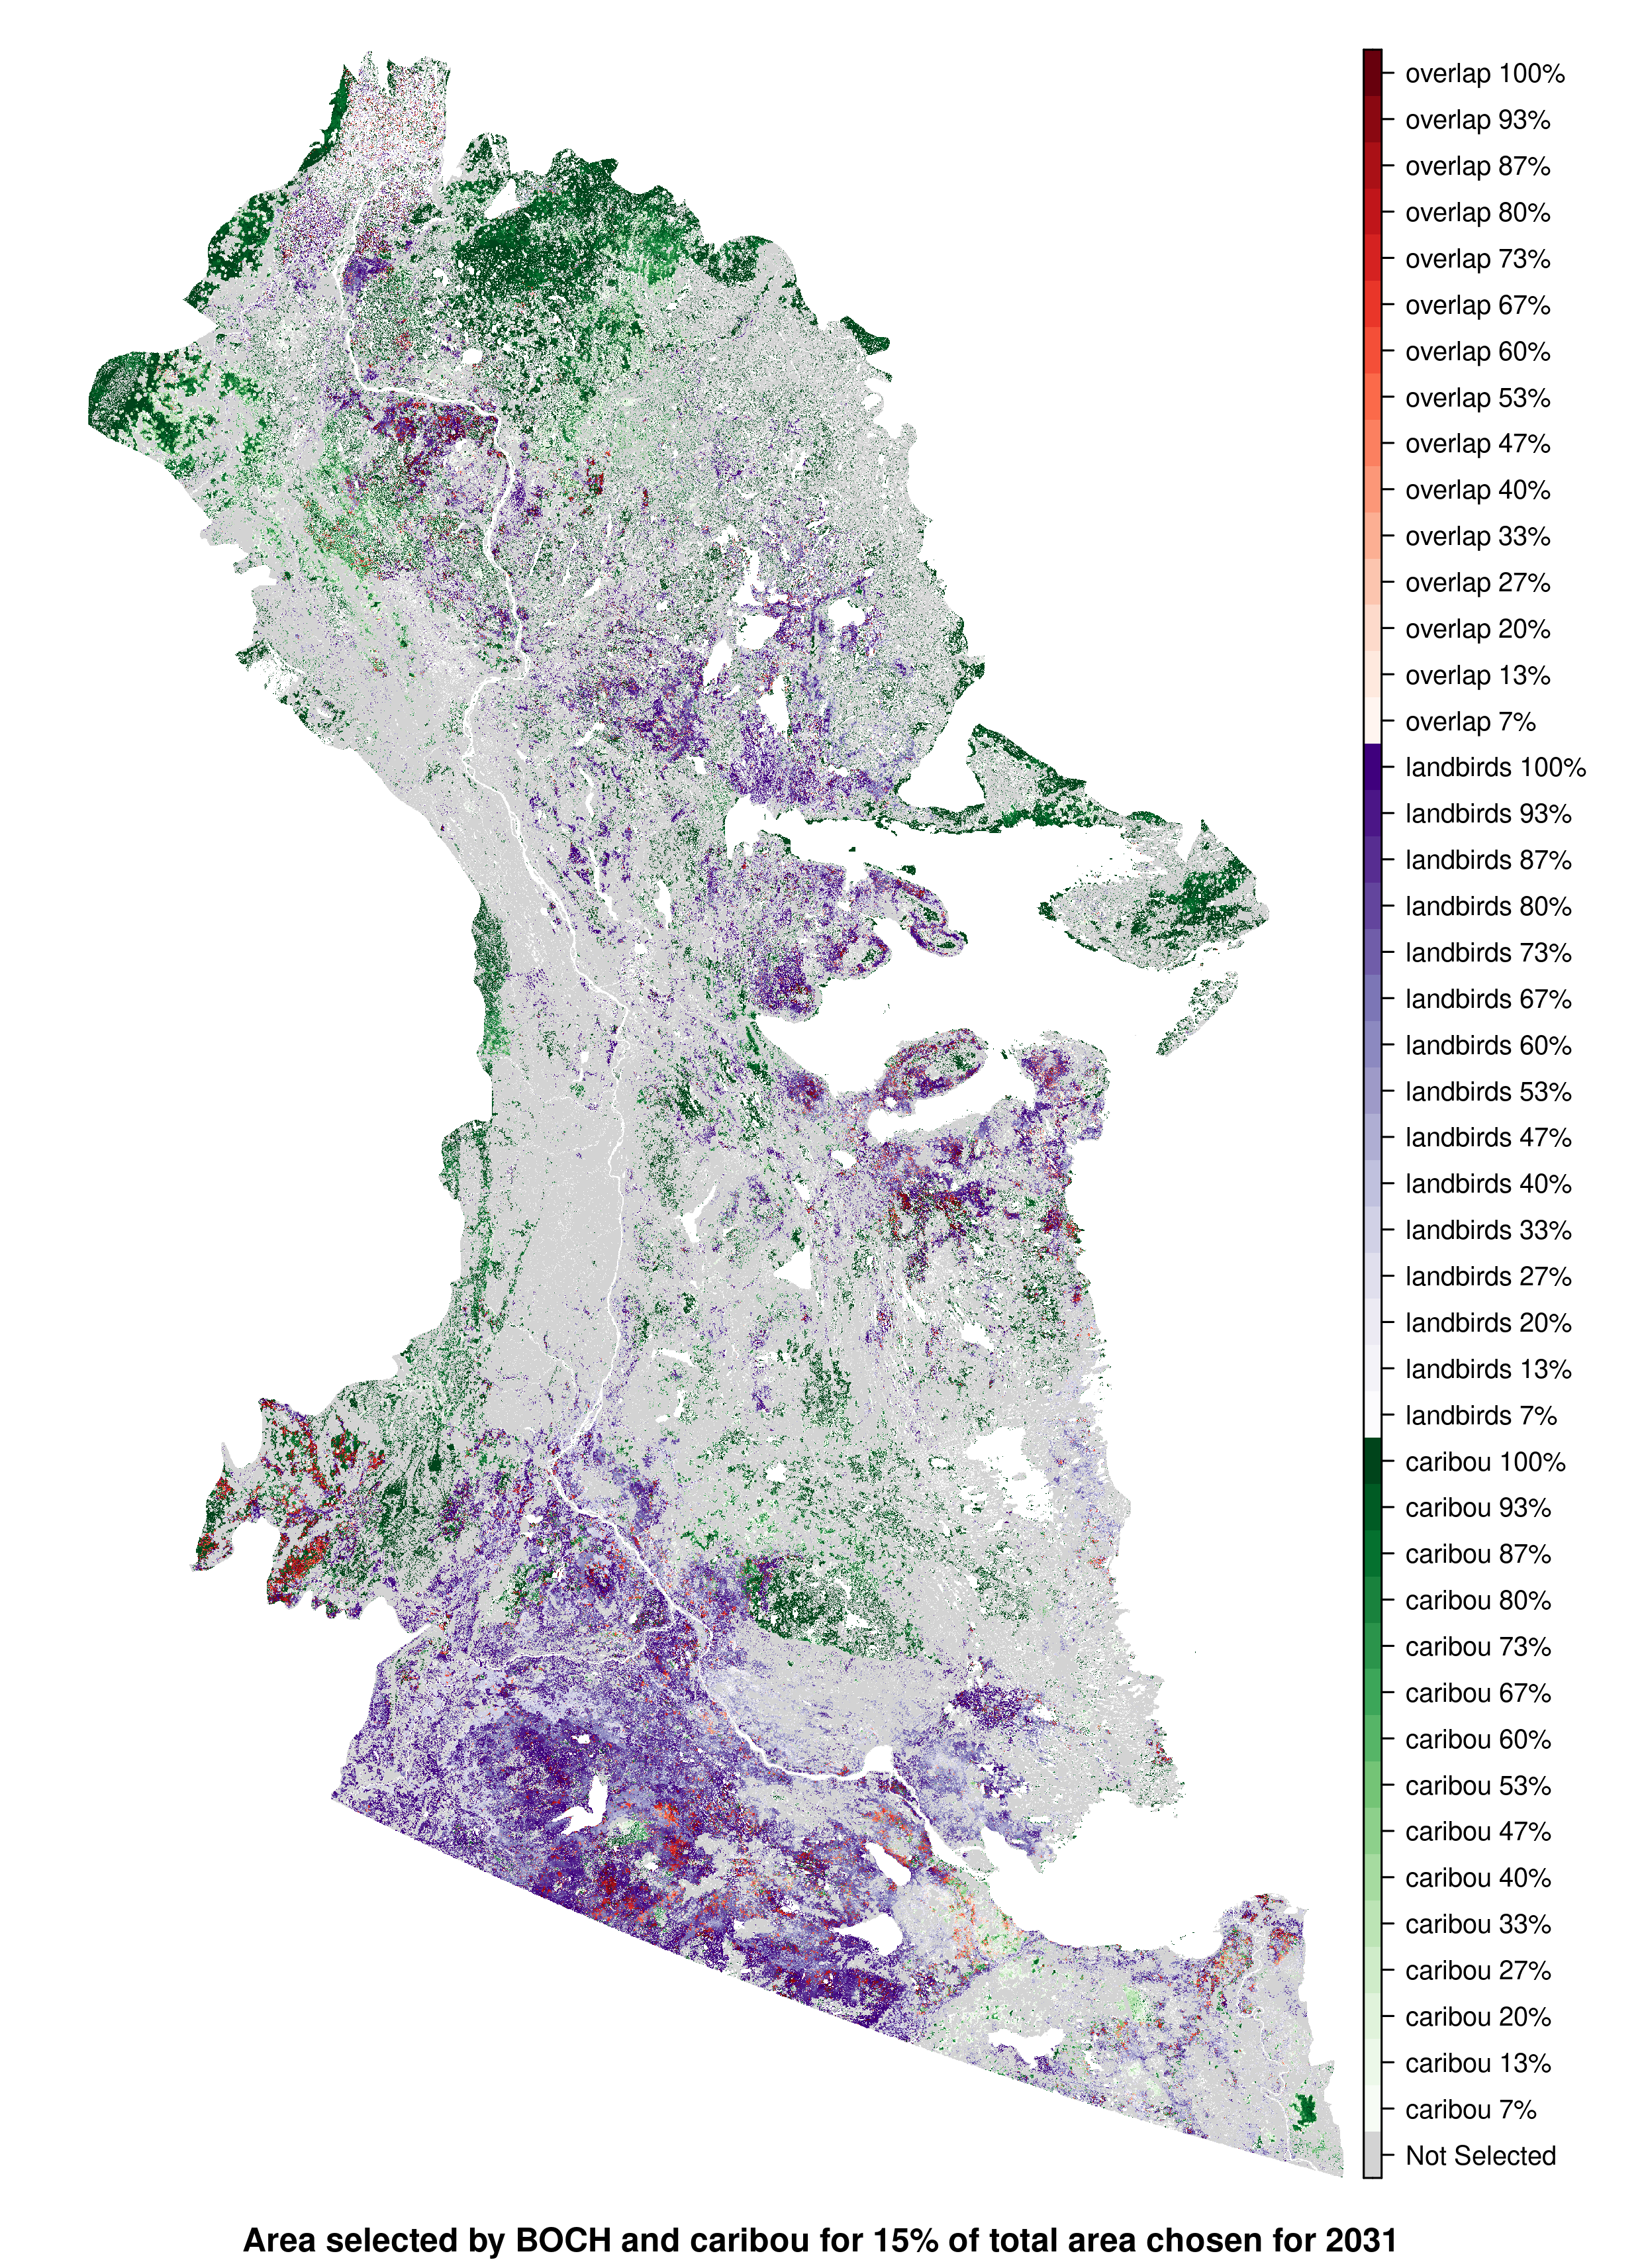 overlap 100%
overlap 93%
overlap 87%
overlap 80%
overlap 73%
overlap 67%
overlap 60%
overlap 53%
overlap 47%
overlap 40%
overlap 33%
overlap 27%
overlap 20%
overlap 13%
overlap 7%
landbirds 100%
landbirds 93%
landbirds 87%
landbirds 80%
landbirds 73%
landbirds 67%
landbirds 60%
landbirds 53%
landbirds 47%
landbirds 40%
landbirds 33%
landbirds 27%
landbirds 20%
landbirds 13%
landbirds 7%
caribou 100%
caribou 93%
caribou 87%
caribou 80%
caribou 73%
caribou 67%
caribou 60%
caribou 53%
caribou 47%
caribou 40%
caribou 33%
caribou 27%
caribou 20%
caribou 13%
caribou 7%
Not Selected
Area selected by BOCH and caribou for 15% of total area chosen for 2031